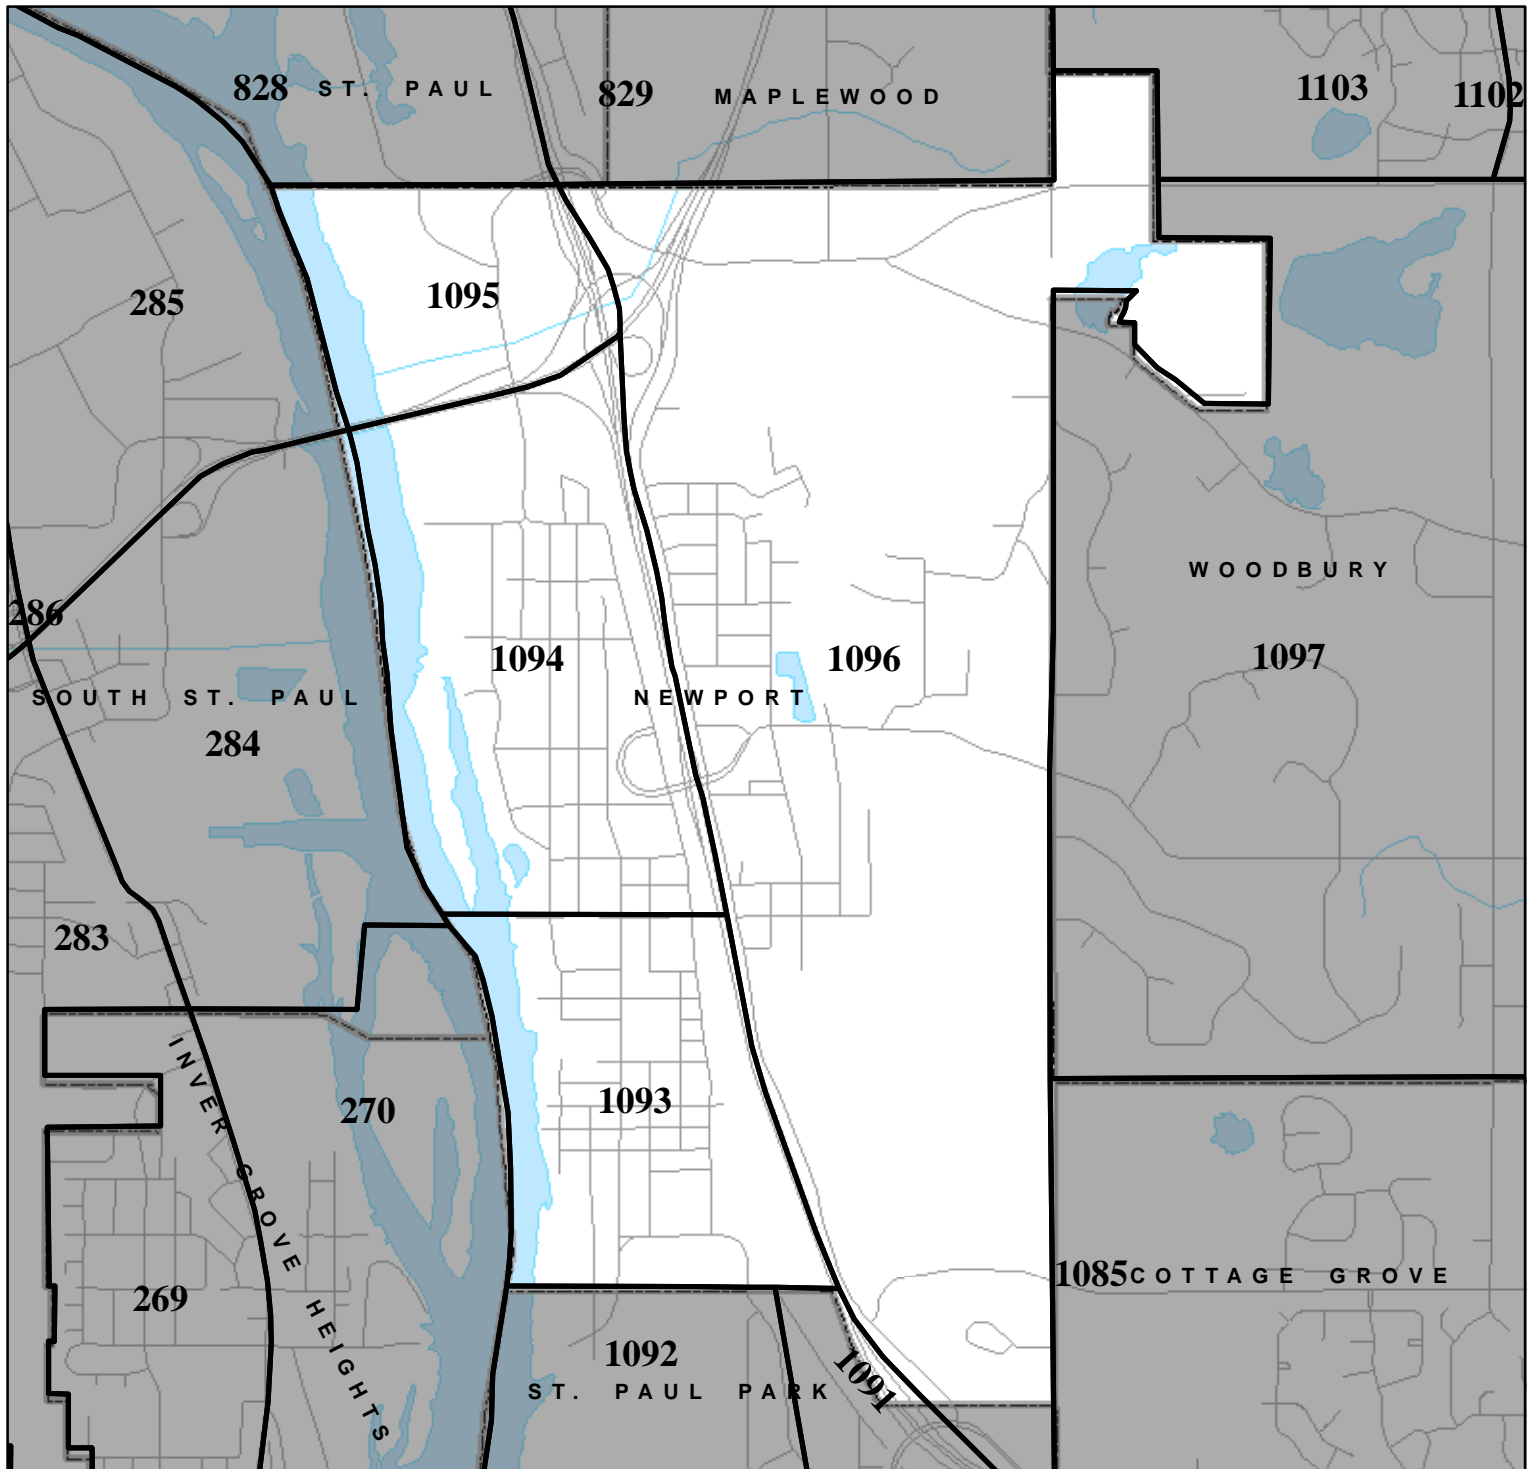 828 ST. PAUL
829 MAPLEWOOD
1103
1102
285
1095
WOODBURY
286
1094
1096
1097
SOUTH ST. PAUL
NEWPORT
284
283
INVER GROVE HEIGHTS
270
1093
269
1085 COTTAGE GROVE
1092
1091
ST. PAUL PARK